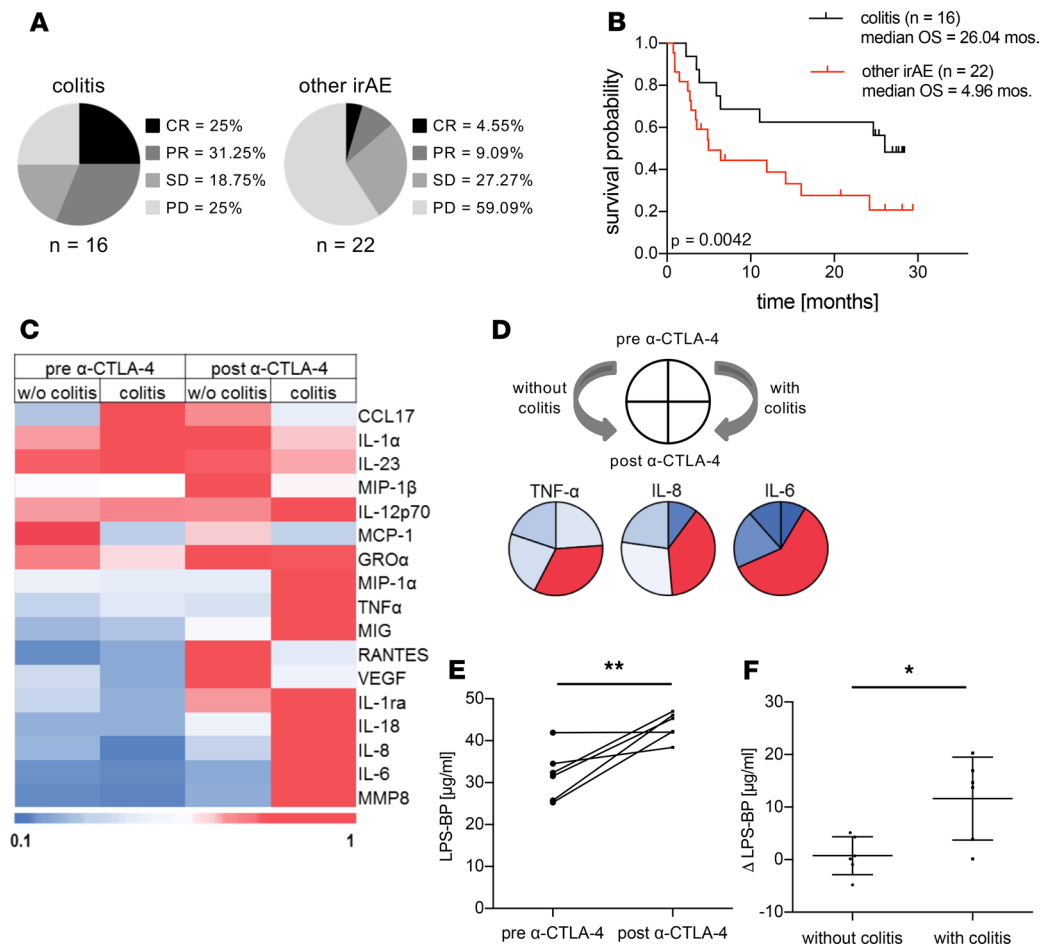 A
colitis
CR = 25%
PR = 31.25%
SD = 18.75%
PD = 25%
n = 16
other irAE
CR = 4.55%
PR = 9.09%
SD = 27.27%
PD = 59.09%
n = 22
B
colitis (n = 16)
median OS = 26.04 mos.
other irAE (n = 22)
median OS = 4.96 mos.
survival probability
1.0
0.8
0.6
0.4
0.2
0.0
p = 0.0042
0 10 20 30
time [months]
C
pre α-CTLA-4 post α-CTLA-4
w/o colitis colitis w/o colitis colitis
CCL17
IL-1α
IL-23
MIP-1β
IL-12p70
MCP-1
GROα
MIP-1α
TNFα
MIG
RANTES
VEGF
IL-1ra
IL-18
IL-8
IL-6
MMP8
0.1 1
D
pre α-CTLA-4
without
colitis
with
colitis
post α-CTLA-4
TNF-α IL-8 IL-6
E
**
LPS-BP [µg/ml]
50
40
30
20
10
0
pre α-CTLA-4 post α-CTLA-4
F
*
Δ LPS-BP [µg/ml]
30
20
10
0
-10
without colitis with colitis